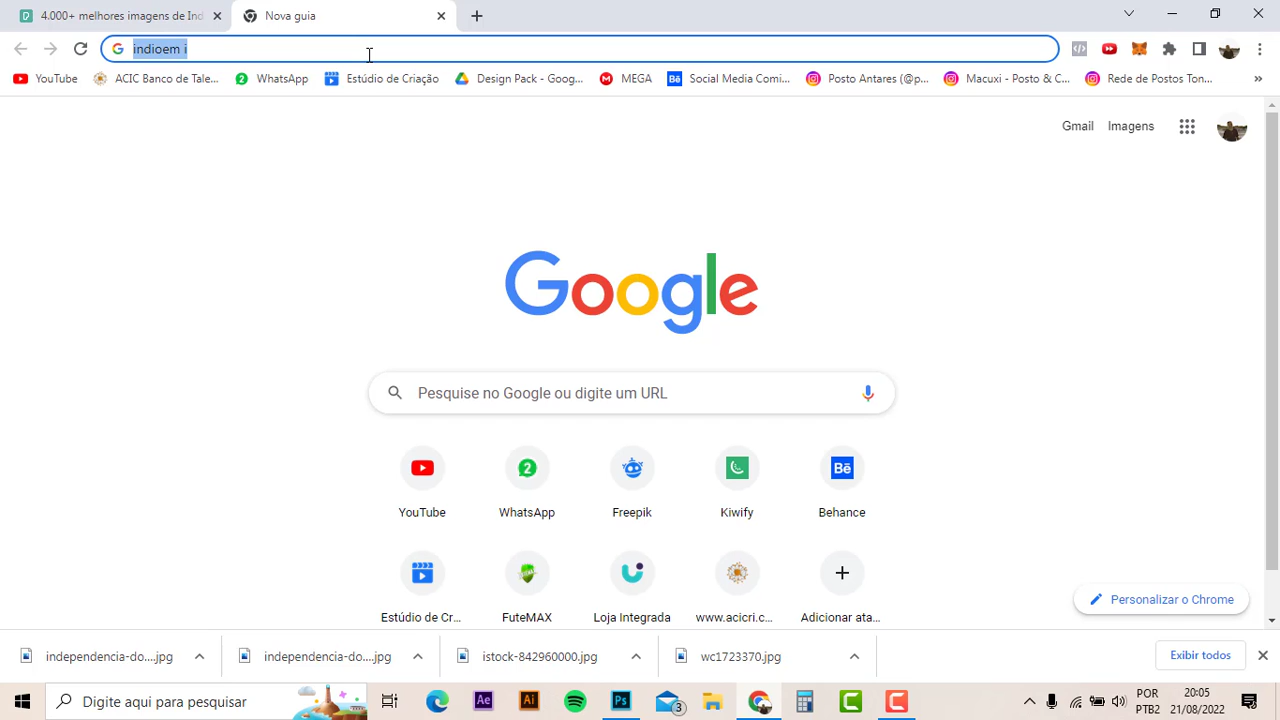 4.000+ melhores imagens de Ind
Nova guia
indioem i
YouTube
ACIC Banco de Tale...
WhatsApp
Estúdio de Criação
Design Pack - Goog...
MEGA
Social Media Comi...
Posto Antares (@p...
Macuxi - Posto & C...
Rede de Postos Ton...
Gmail
Imagens
Google
Pesquise no Google ou digite um URL
YouTube
WhatsApp
Freepik
Kiwify
Behance
Estúdio de Cr...
FuteMAX
Loja Integrada
www.acicri.c...
Adicionar ata...
Personalizar o Chrome
independencia-do....jpg
independencia-do....jpg
istock-842960000.jpg
wc1723370.jpg
Exibir todos
Digite aqui para pesquisar
Ae
Ai
Ps
3
POR
PTB2
20:05
21/08/2022